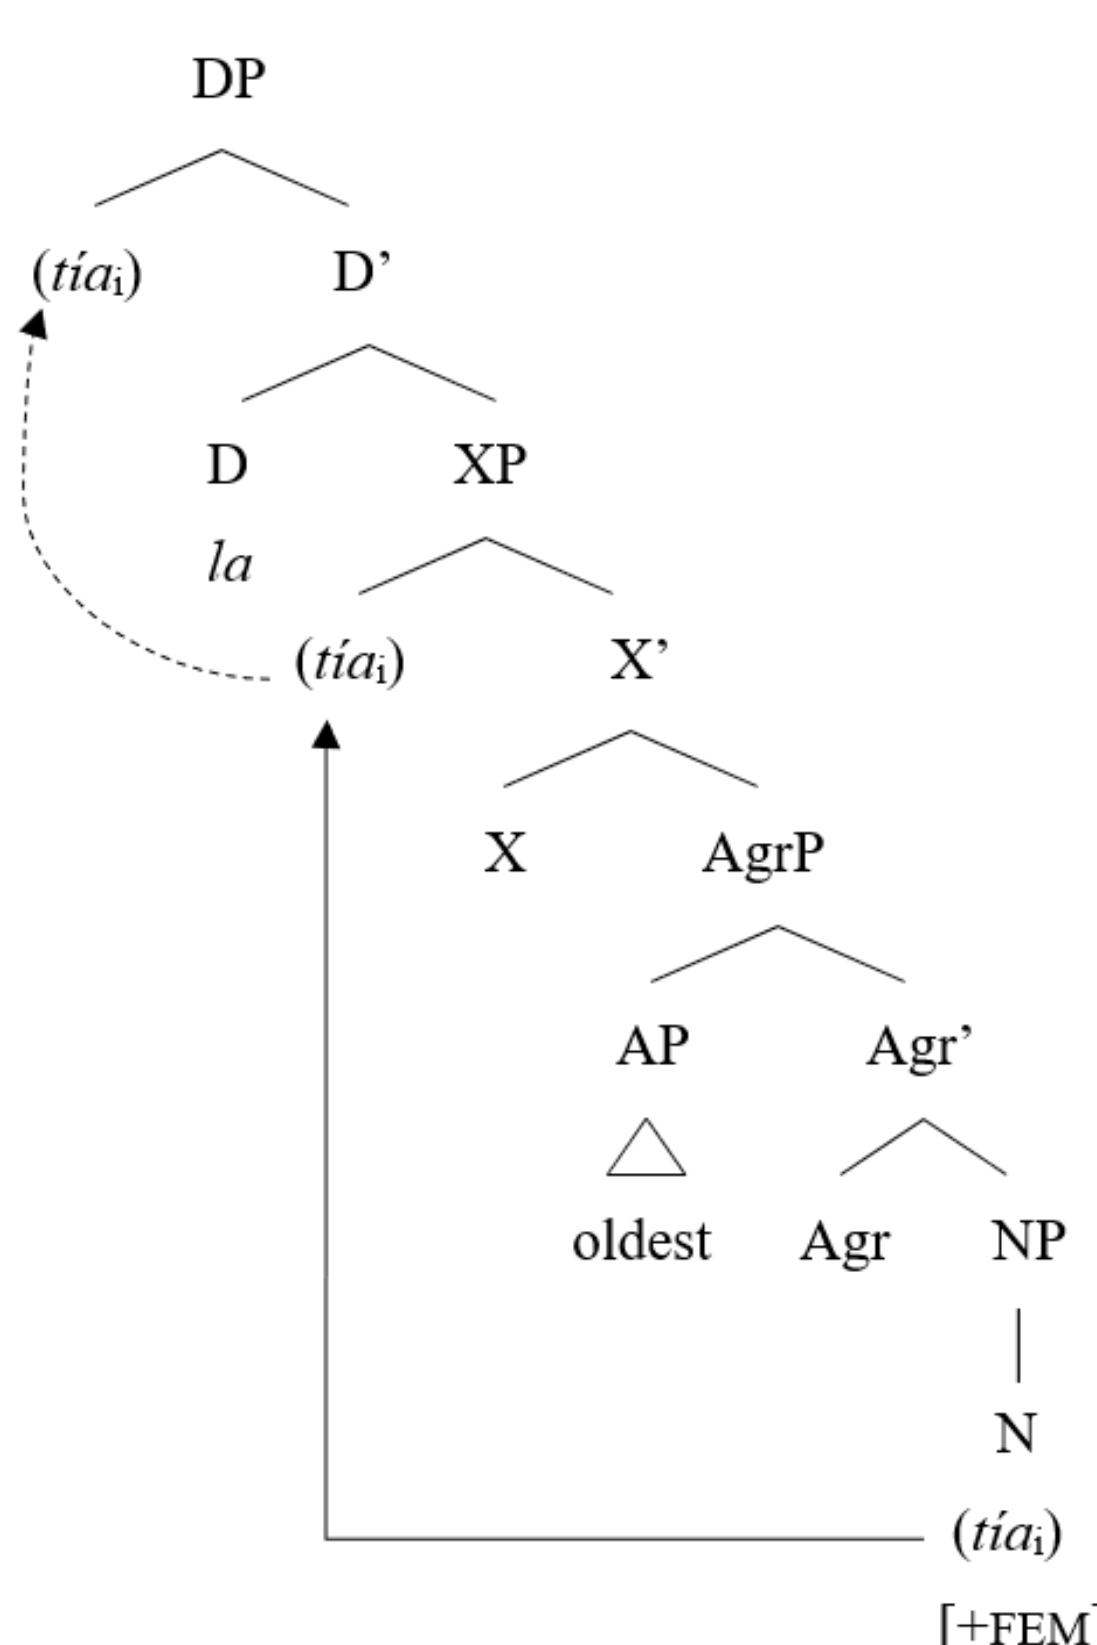 DP
(tíaᵢ) D’
D XP
la
(tíaᵢ) X’
X AgrP
AP Agr’
oldest Agr NP
N
(tíaᵢ)
[+FEM]